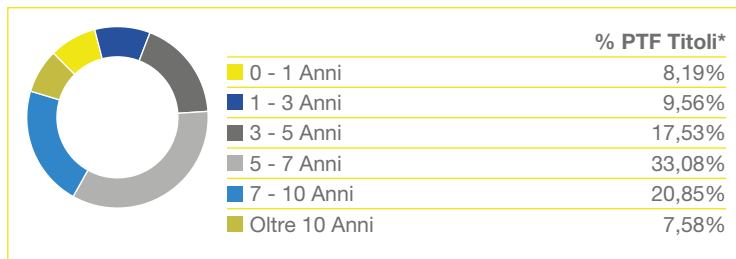 % PTF Titoli*
0 - 1 Anni 8,19%
1 - 3 Anni 9,56%
3 - 5 Anni 17,53%
5 - 7 Anni 33,08%
7 - 10 Anni 20,85%
Oltre 10 Anni 7,58%